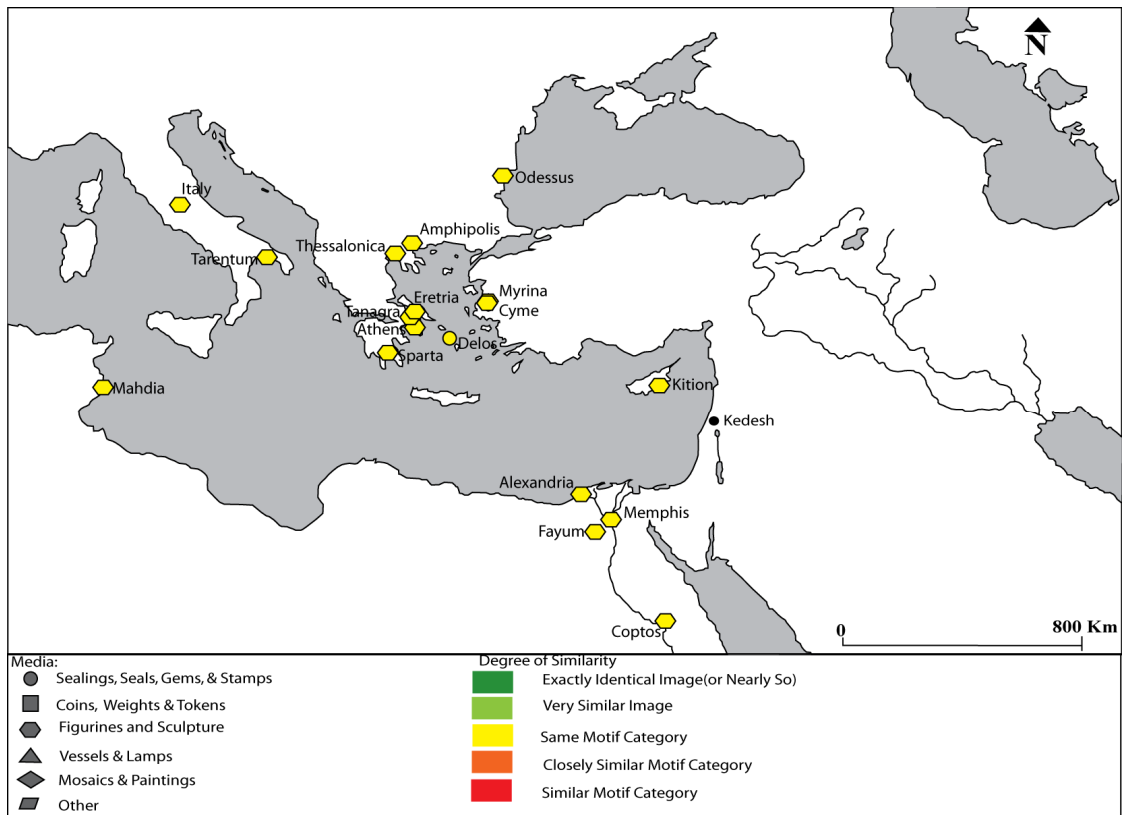 N
Odessus
Italy
Amphipolis
Thessalonica
Tarentum
Eretria
Myrina
Tanagra
Cyme
Athens
Delos
Sparta
Mahdia
Kition
Kedesh
Alexandria
Memphis
Fayum
Coptos
0 800 Km
Media:
Sealings, Seals, Gems, & Stamps
Coins, Weights & Tokens
Figurines and Sculpture
Vessels & Lamps
Mosaics & Paintings
Other
Degree of Similarity
Exactly Identical Image(or Nearly So)
Very Similar Image
Same Motif Category
Closely Similar Motif Category
Similar Motif Category